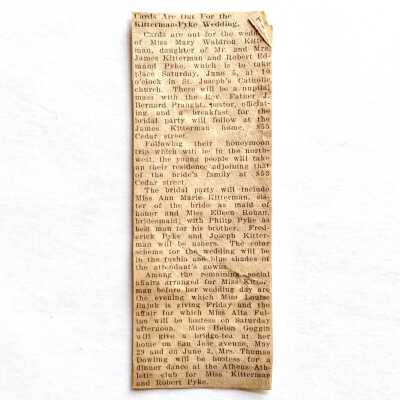 Cards Are Out For the
Kitterman-Pyke Wedding.
Cards are out for the wedding
of Miss Mary Waldron Kitter-
man, daughter of Mr. and Mrs.
James Kitterman and Robert Ed-
mund Pyke, which is to take
place Saturday, June 5, at 10
o'clock in St. Joseph's Catholic
church. There will be a nuptial
mass with the Rev. Father J.
Bernard Praught, pastor, officiat-
ing and a breakfast for the
bridal party will follow at the
James Kitterman home, 855
Cedar street.
Following their honeymoon
trip which will be in the north-
west, the young people will take
up their residence adjoining that
of the bride's family at 853
Cedar street.
The bridal party will include
Miss Ann Marie Kitterman, sis-
ter of the bride as maid of
honor and Miss Eileen Rohan,
bridesmaid, with Philip Pyke as
best man for his brother. Fred-
erick Pyke and Joseph Kitter-
man will be ushers. The color
scheme for the wedding will be
in the fushia and blue shades of
the attendant's gowns.
Among the remaining social
affairs arranged for Miss Kitter-
man before her wedding day are
the evening which Miss Louise
is giving Friday and the
affair for which Miss Alta Ful-
ton will be hostess on Saturday
afternoon. Miss Helen Goggin
will give a bridge-tea at her
home on San Jose avenue, May
29 and on June 2, Mrs. Thomas
Dowling will be hostess for a
dinner dance at the Athens Ath-
letic club for Miss Kitterman
and Robert Pyke.